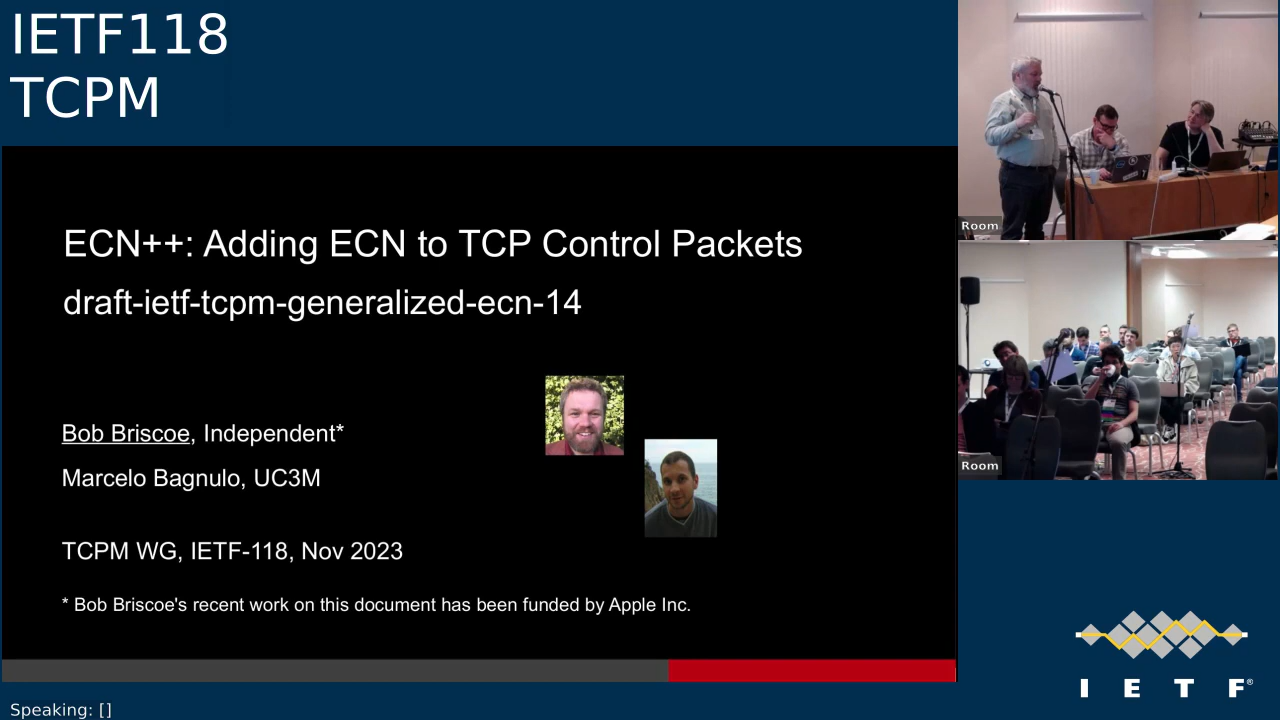 IETF118
TCPM
ECN++: Adding ECN to TCP Control Packets
draft-ietf-tcpm-generalized-ecn-14
Bob Briscoe, Independent*
Marcelo Bagnulo, UC3M
TCPM WG, IETF-118, Nov 2023
* Bob Briscoe's recent work on this document has been funded by Apple Inc.
Room
Room
I E T F®
Speaking: []